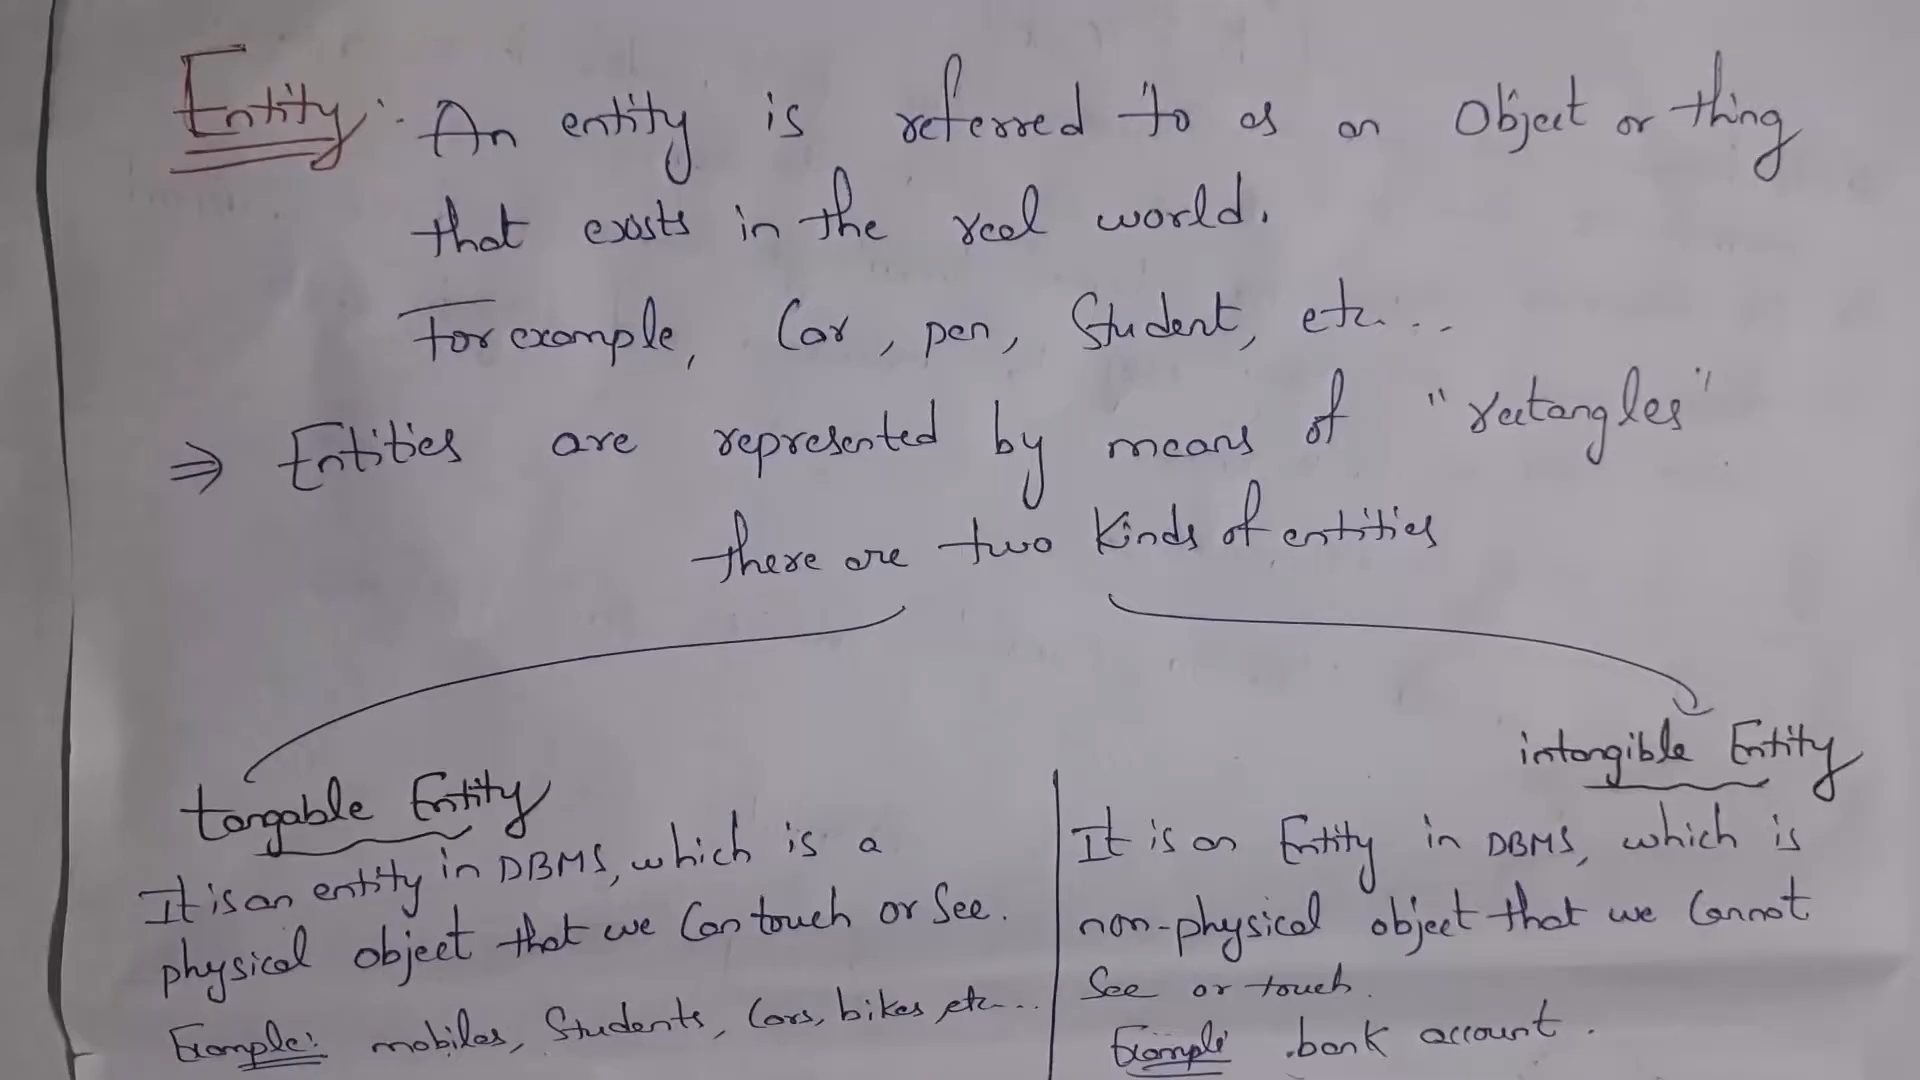 Entity:- An entity is referred to as an Object or thing
that exists in the real world.
For example, Car, pen, Student, etc...
⇒ Entities are represented by means of "rectangles"
there are two kinds of entities
tangable Entity
It is an entity in DBMS, which is a
physical object that we Can touch or See.
Example: mobiles, Students, Cars, bikes, etc...
intangible Entity
It is an Entity in DBMS, which is
non-physical object that we Cannot
See or touch.
Example: bank account.